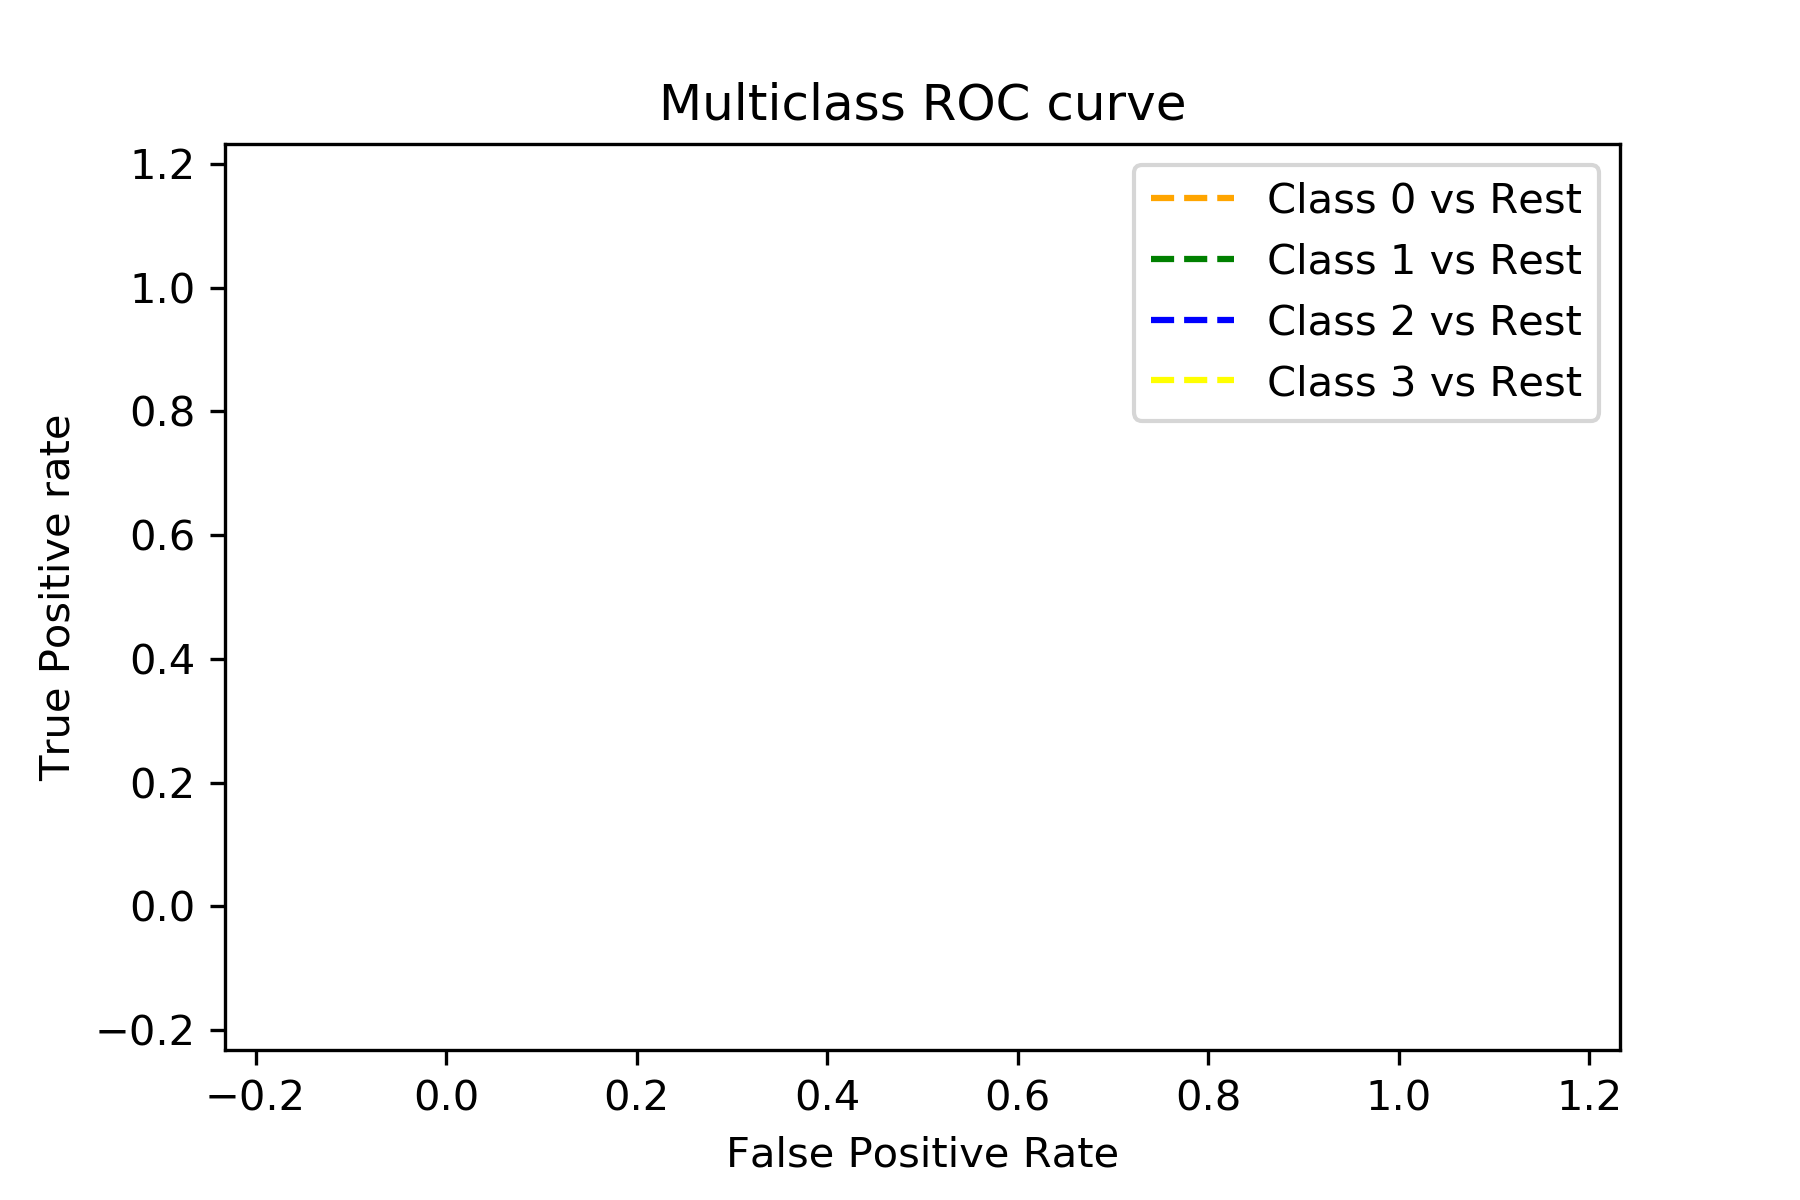 Multiclass ROC curve
1.2
1.0
0.8
0.6
0.4
0.2
0.0
−0.2
True Positive rate
Class 0 vs Rest
Class 1 vs Rest
Class 2 vs Rest
Class 3 vs Rest
−0.2 0.0 0.2 0.4 0.6 0.8 1.0 1.2
False Positive Rate